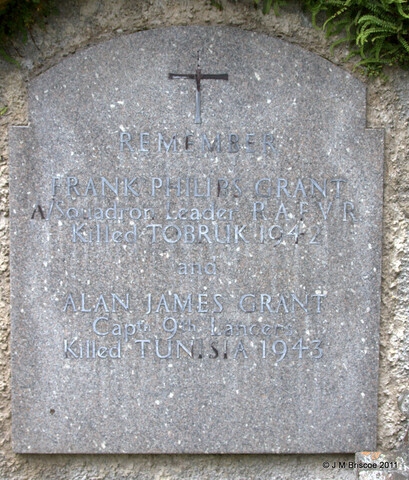 REMEMBER
FRANK PHILIPS GRANT
A/Squadron Leader R.A.F.V.R
Killed TOBRUK 1942
and
ALAN JAMES GRANT
Capt. 9th Lancers
Killed TUNISIA 1943
© J M Briscoe 2011